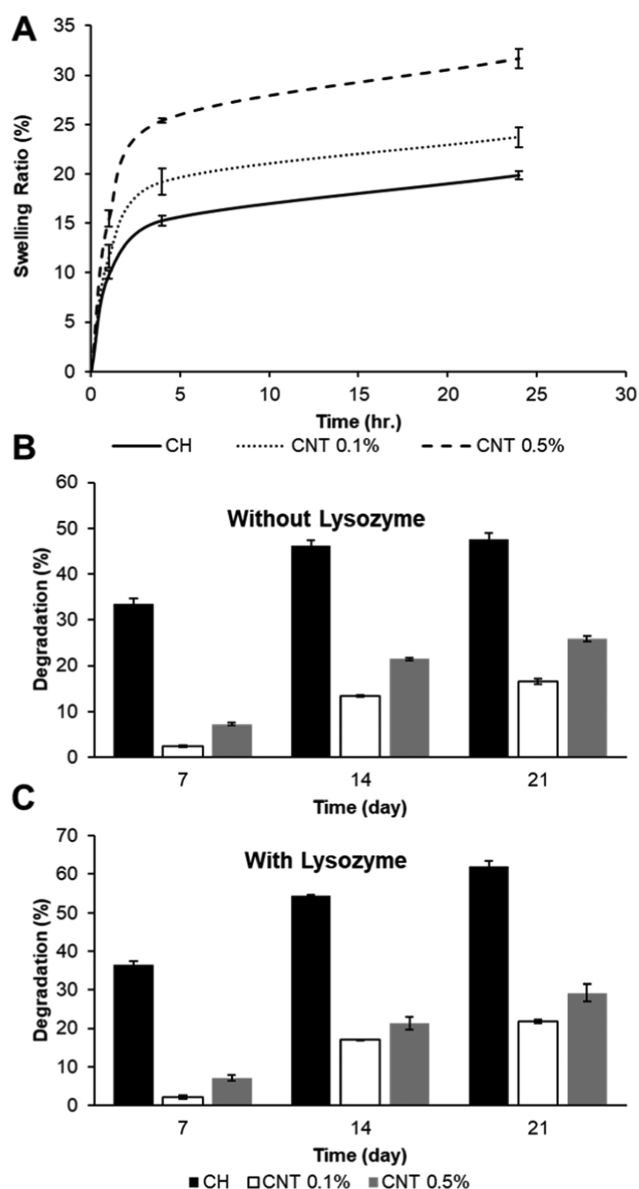 A
35
30
25
20
15
10
5
0
Swelling Ratio (%)
0 5 10 15 20 25 30
Time (hr.)
CH CNT 0.1% CNT 0.5%
B
60
50
40
30
20
10
0
Degradation (%)
Without Lysozyme
7 14 21
Time (day)
C
70
60
50
40
30
20
10
0
Degradation (%)
With Lysozyme
7 14 21
Time (day)
CH CNT 0.1% CNT 0.5%